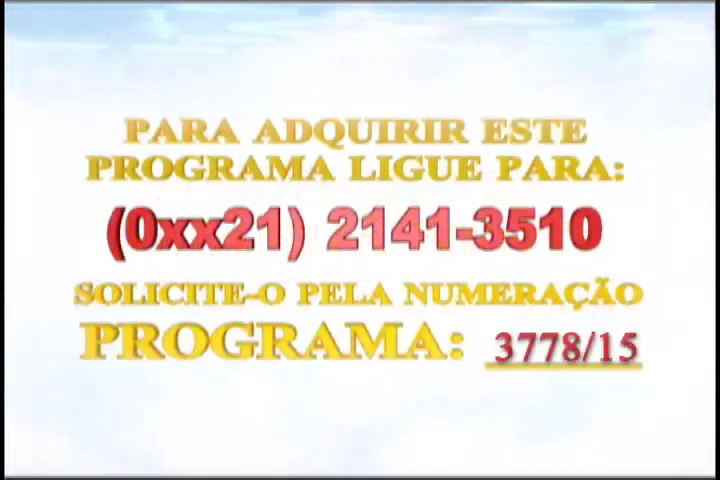 PARA ADQUIRIR ESTE
PROGRAMA LIGUE PARA:
(0xx21) 2141-3510
SOLICITE-O PELA NUMERAÇÃO
PROGRAMA: 3778/15